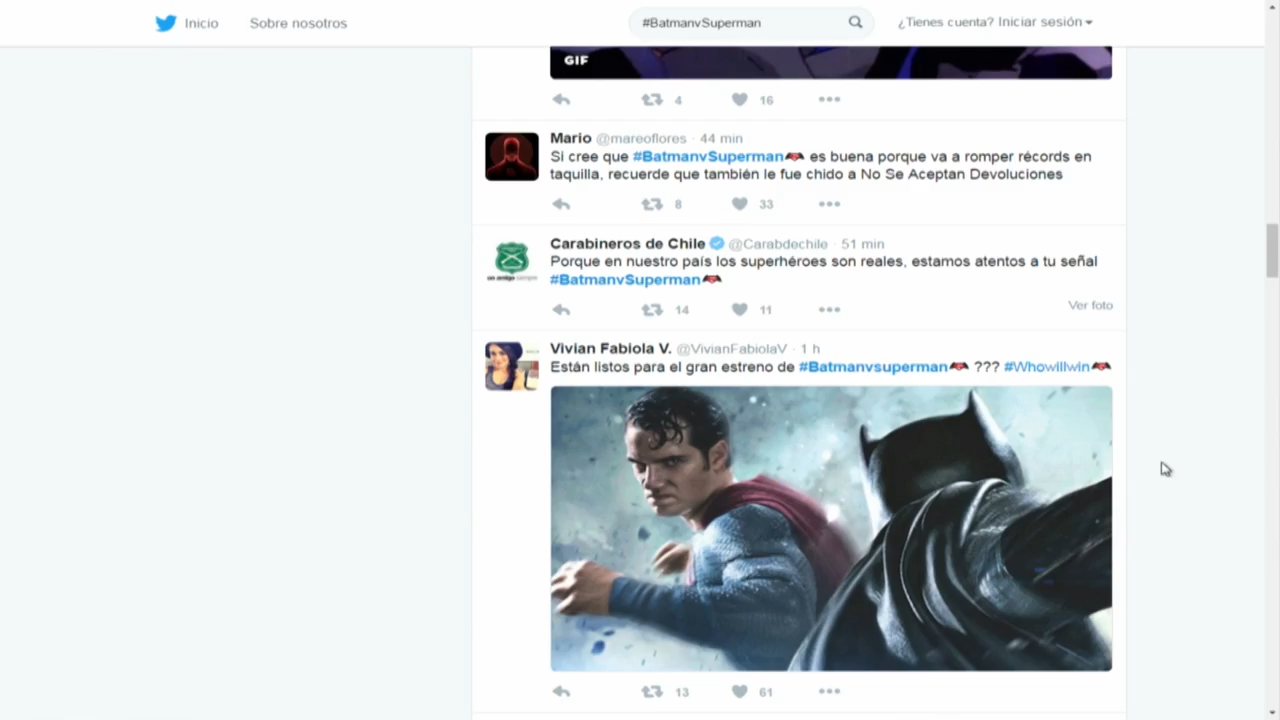 Inicio
Sobre nosotros
#BatmanvSuperman
¿Tienes cuenta? Iniciar sesión
GIF
4
16
Mario @mareoflores · 44 min
Si cree que #BatmanvSuperman es buena porque va a romper récords en
taquilla, recuerde que también le fue chido a No Se Aceptan Devoluciones
8
33
Carabineros de Chile @Carabdechile · 51 min
Porque en nuestro país los superhéroes son reales, estamos atentos a tu señal
#BatmanvSuperman
un amigo siempre
14
11
Ver foto
Vivian Fabiola V. @VivianFabiolaV · 1 h
Están listos para el gran estreno de #Batmanvsuperman ??? #Whowillwin
13
61